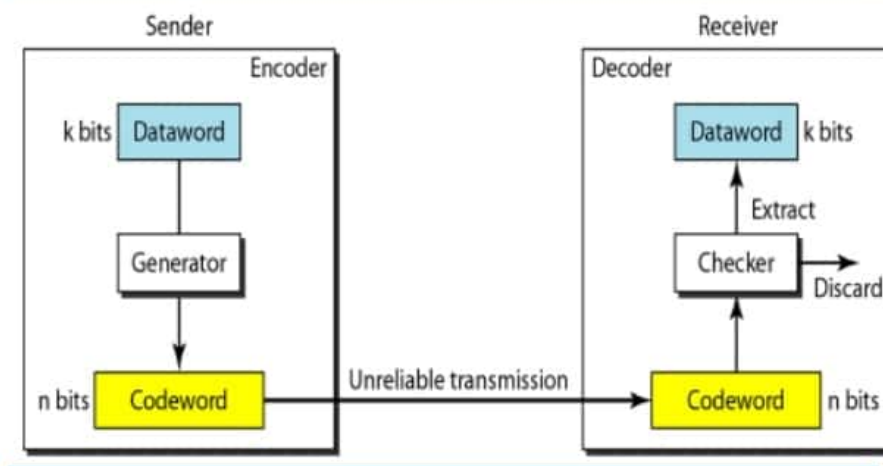 Sender
Receiver
Encoder
Decoder
k bits
Dataword
Dataword
k bits
Extract
Generator
Checker
Discard
Unreliable transmission
n bits
Codeword
Codeword
n bits